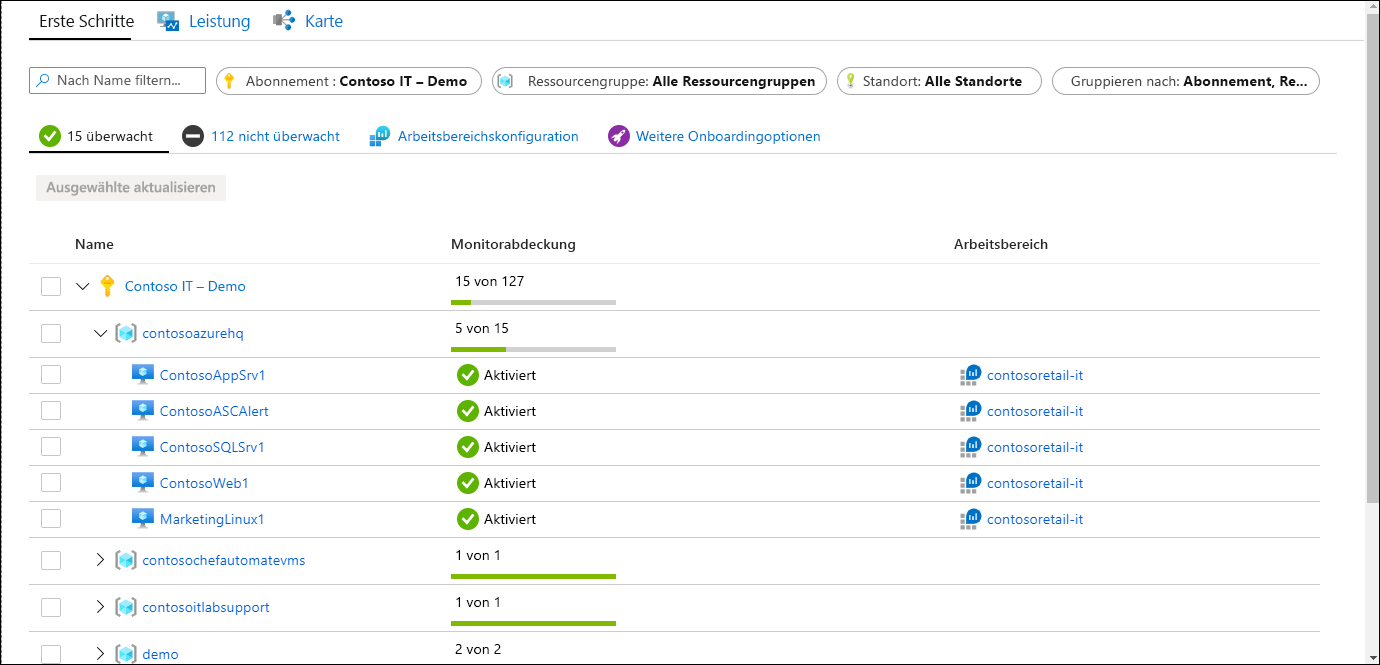 Erste Schritte Leistung Karte
Nach Name filtern... Abonnement : Contoso IT – Demo Ressourcengruppe: Alle Ressourcengruppen Standort: Alle Standorte Gruppieren nach: Abonnement, Re...
15 überwacht 112 nicht überwacht Arbeitsbereichskonfiguration Weitere Onboardingoptionen
Ausgewählte aktualisieren
Name Monitorabdeckung Arbeitsbereich
Contoso IT – Demo 15 von 127
contosoazurehq 5 von 15
ContosoAppSrv1 Aktiviert contosoretail-it
ContosoASCAlert Aktiviert contosoretail-it
ContosoSQLSrv1 Aktiviert contosoretail-it
ContosoWeb1 Aktiviert contosoretail-it
MarketingLinux1 Aktiviert contosoretail-it
contosochefautomatevms 1 von 1
contosoitlabsupport 1 von 1
demo 2 von 2